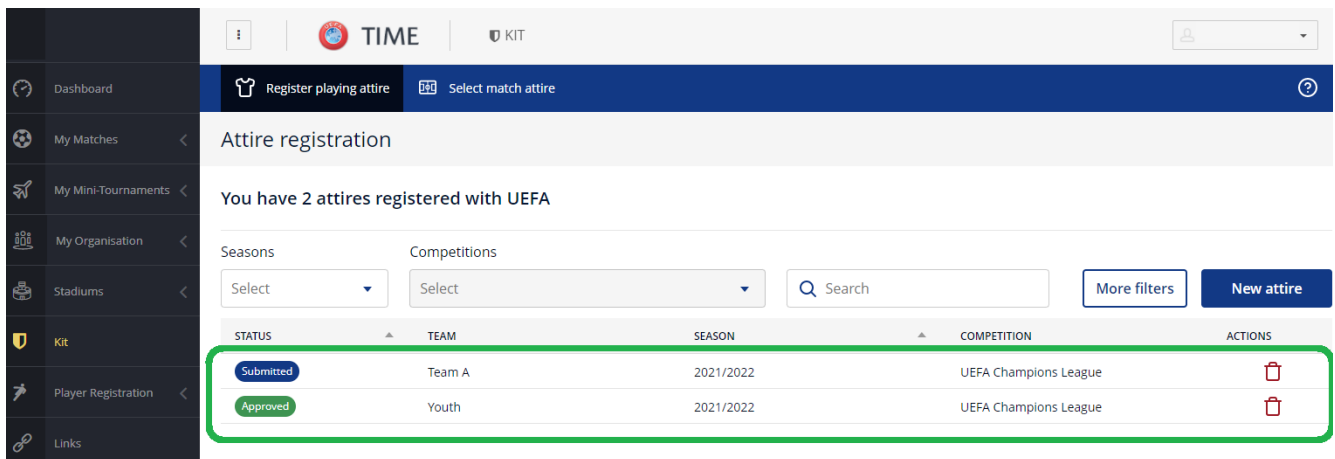 TIME
KIT
Dashboard
Register playing attire
Select match attire
My Matches
Attire registration
My Mini-Tournaments
You have 2 attires registered with UEFA
My Organisation
Seasons
Competitions
Stadiums
Select
Select
Search
More filters
New attire
Kit
STATUS TEAM SEASON COMPETITION ACTIONS
Submitted Team A 2021/2022 UEFA Champions League
Player Registration
Approved Youth 2021/2022 UEFA Champions League
Links